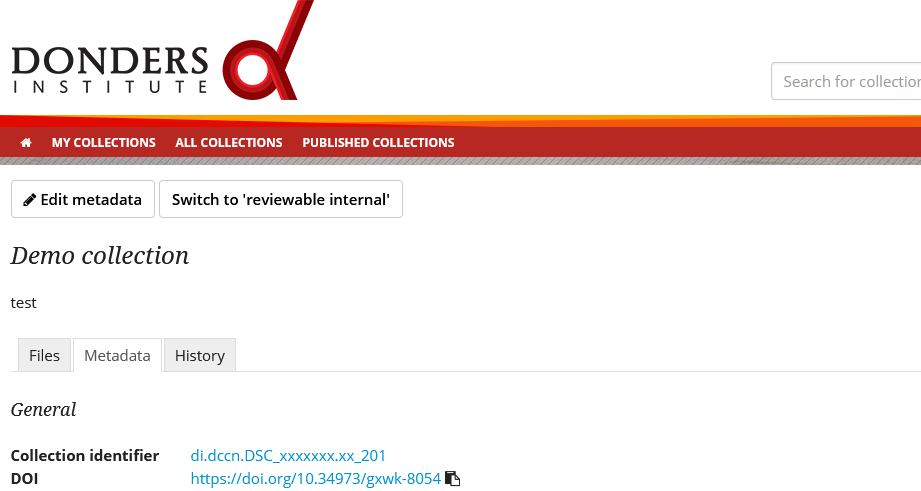 DONDERS
INSTITUTE
Search for collection
MY COLLECTIONS ALL COLLECTIONS PUBLISHED COLLECTIONS
Edit metadata Switch to 'reviewable internal'
Demo collection
test
Files Metadata History
General
Collection identifier di.dccn.DSC_xxxxxxx.xx_201
DOI https://doi.org/10.34973/gxwk-8054